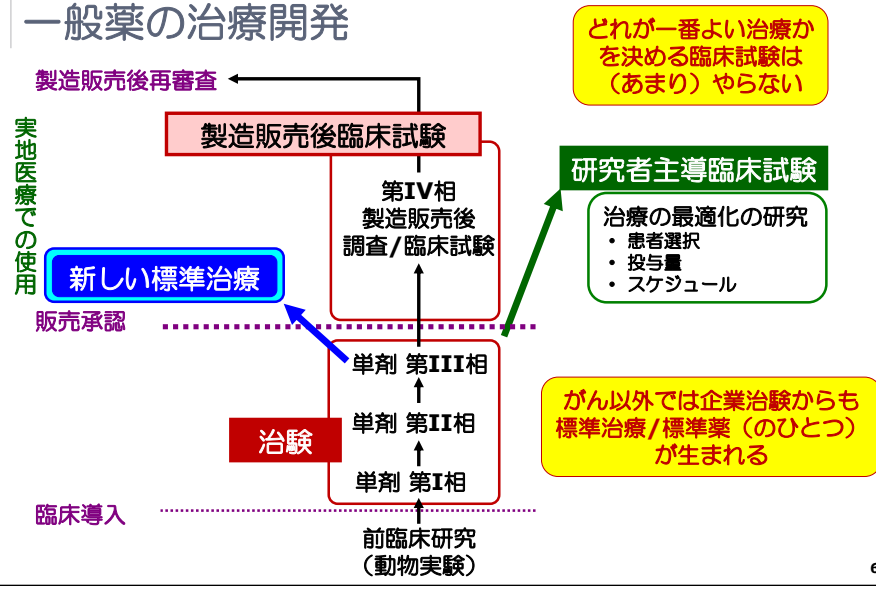 一般薬の治療開発
どれが一番よい治療か
を決める臨床試験は
（あまり）やらない
製造販売後再審査
製造販売後臨床試験
実地医療での使用
第IV相
製造販売後
調査/臨床試験
研究者主導臨床試験
治療の最適化の研究
• 患者選択
• 投与量
• スケジュール
新しい標準治療
販売承認
単剤 第III相
単剤 第II相
単剤 第I相
治験
がん以外では企業治験からも
標準治療/標準薬（のひとつ）
が生まれる
臨床導入
前臨床研究
（動物実験）